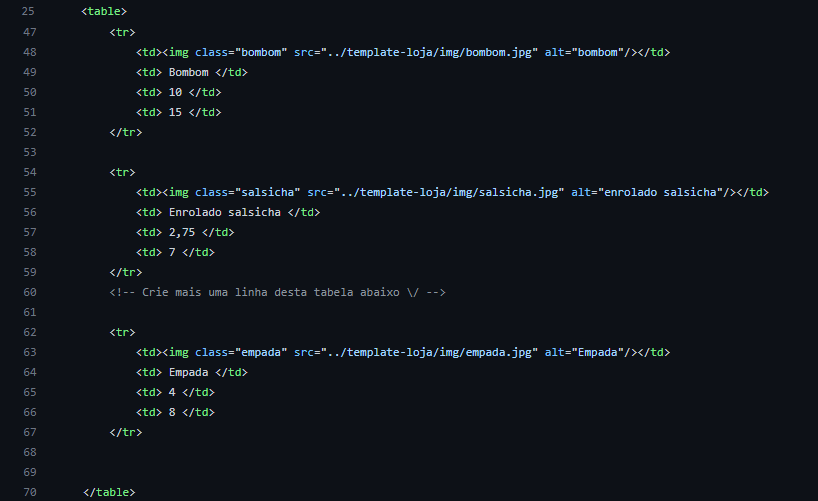 25 <table>
47 <tr>
48 <td><img class="bombom" src="../template-loja/img/bombom.jpg" alt="bombom"/></td>
49 <td> Bombom </td>
50 <td> 10 </td>
51 <td> 15 </td>
52 </tr>
53
54 <tr>
55 <td><img class="salsicha" src="../template-loja/img/salsicha.jpg" alt="enrolado salsicha"/></td>
56 <td> Enrolado salsicha </td>
57 <td> 2,75 </td>
58 <td> 7 </td>
59 </tr>
60 <!-- Crie mais uma linha desta tabela abaixo \/ -->
61
62 <tr>
63 <td><img class="empada" src="../template-loja/img/empada.jpg" alt="Empada"/></td>
64 <td> Empada </td>
65 <td> 4 </td>
66 <td> 8 </td>
67 </tr>
68
69
70 </table>